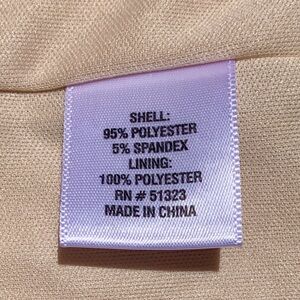 SHELL:
95% POLYESTER
5% SPANDEX
LINING:
100% POLYESTER
RN # 51323
MADE IN CHINA